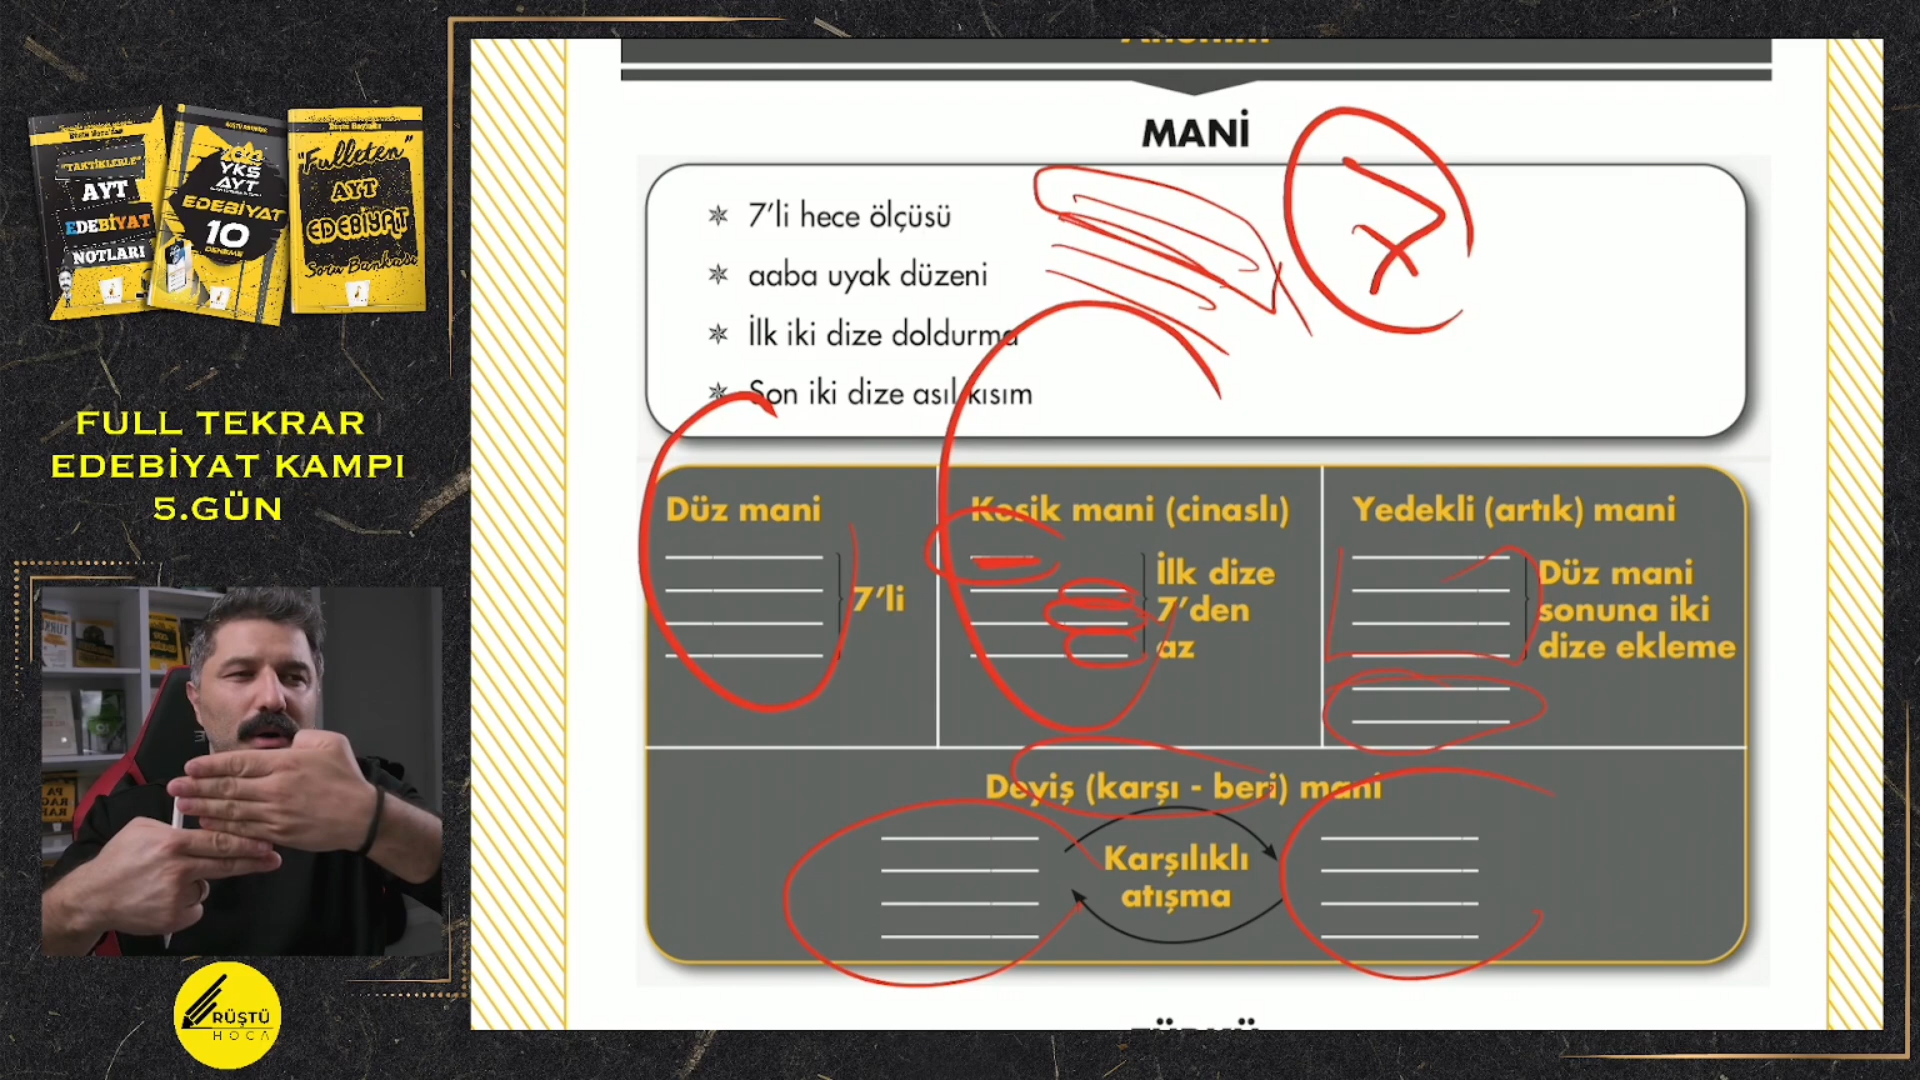 "TAKTİKLERLE"
AYT
EDEBİYAT
NOTLARI
YKS
AYT
EDEBİYAT
10
DENEME
"Fulleten"
AYT
EDEBİYAT
Soru Bankası
FULL TEKRAR
EDEBİYAT KAMPI
5.GÜN
RÜŞTÜ
HOCA
MANİ
7'li hece ölçüsü
aaba uyak düzeni
İlk iki dize doldurma
Son iki dize asıl kısım
7
Düz mani
7'li
Kesik mani (cinaslı)
İlk dize
7'den
az
Yedekli (artık) mani
Düz mani
sonuna iki
dize ekleme
Deyiş (karşı - beri) mani
Karşılıklı
atışma